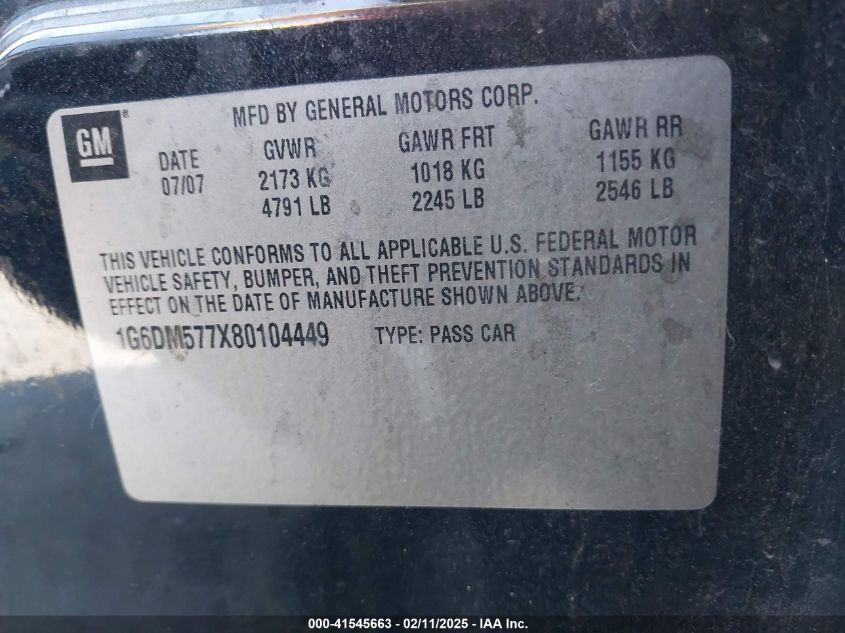 MFD BY GENERAL MOTORS CORP.
GM®
DATE GVWR GAWR FRT GAWR RR
07/07 2173 KG 1018 KG 1155 KG
4791 LB 2245 LB 2546 LB
THIS VEHICLE CONFORMS TO ALL APPLICABLE U.S. FEDERAL MOTOR
VEHICLE SAFETY, BUMPER, AND THEFT PREVENTION STANDARDS IN
EFFECT ON THE DATE OF MANUFACTURE SHOWN ABOVE.
1G6DM577X80104449 TYPE: PASS CAR
000-41545663 - 02/11/2025 - IAA Inc.